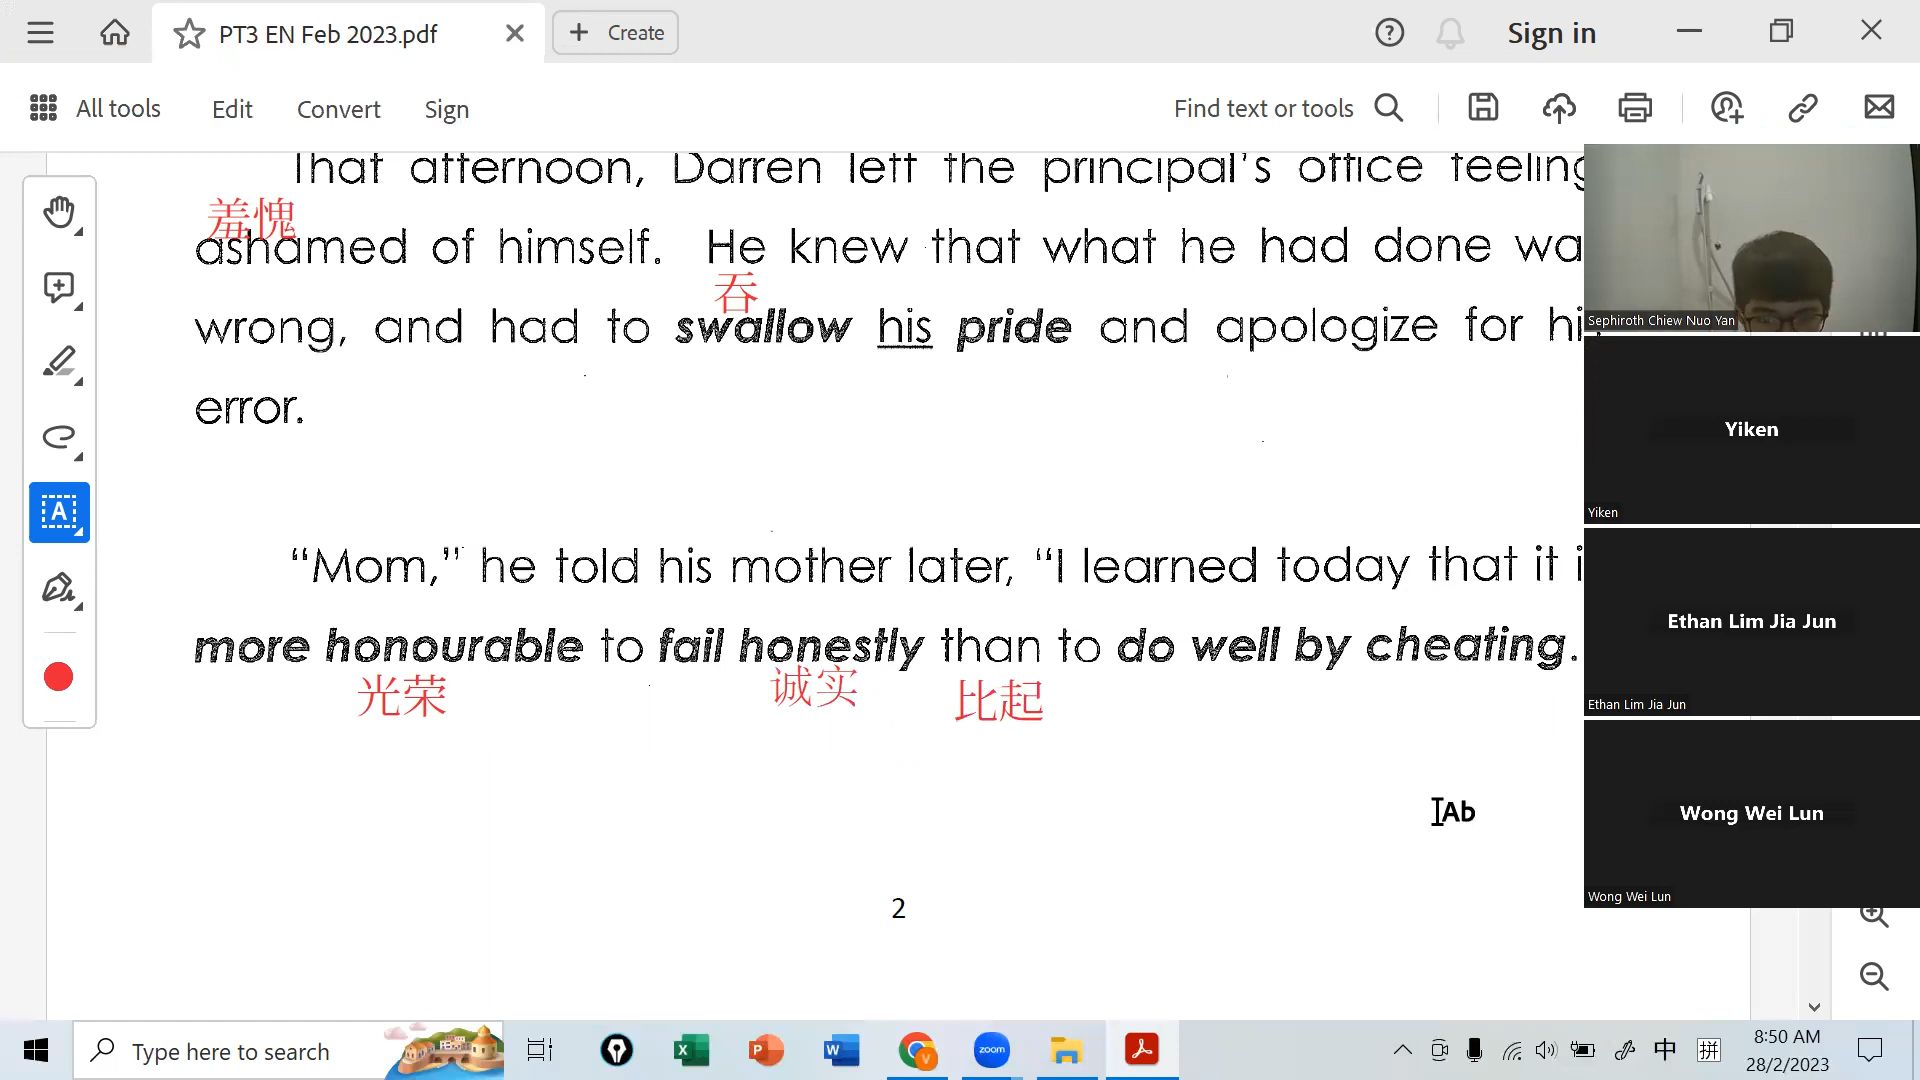 PT3 EN Feb 2023.pdf
Create
Sign in
All tools
Edit
Convert
Sign
Find text or tools
That afternoon, Darren left the principal's office feeling
羞愧
ashamed of himself. He knew that what he had done wa
吞
wrong, and had to swallow his pride and apologize for hi
error.
“Mom,” he told his mother later, “I learned today that it i
more honourable to fail honestly than to do well by cheating.
光荣 诚实 比起
2
Ab
Sephiroth Chiew Nuo Yan
Yiken
Yiken
Ethan Lim Jia Jun
Ethan Lim Jia Jun
Wong Wei Lun
Wong Wei Lun
Type here to search
zoom
中
拼
8:50 AM
28/2/2023